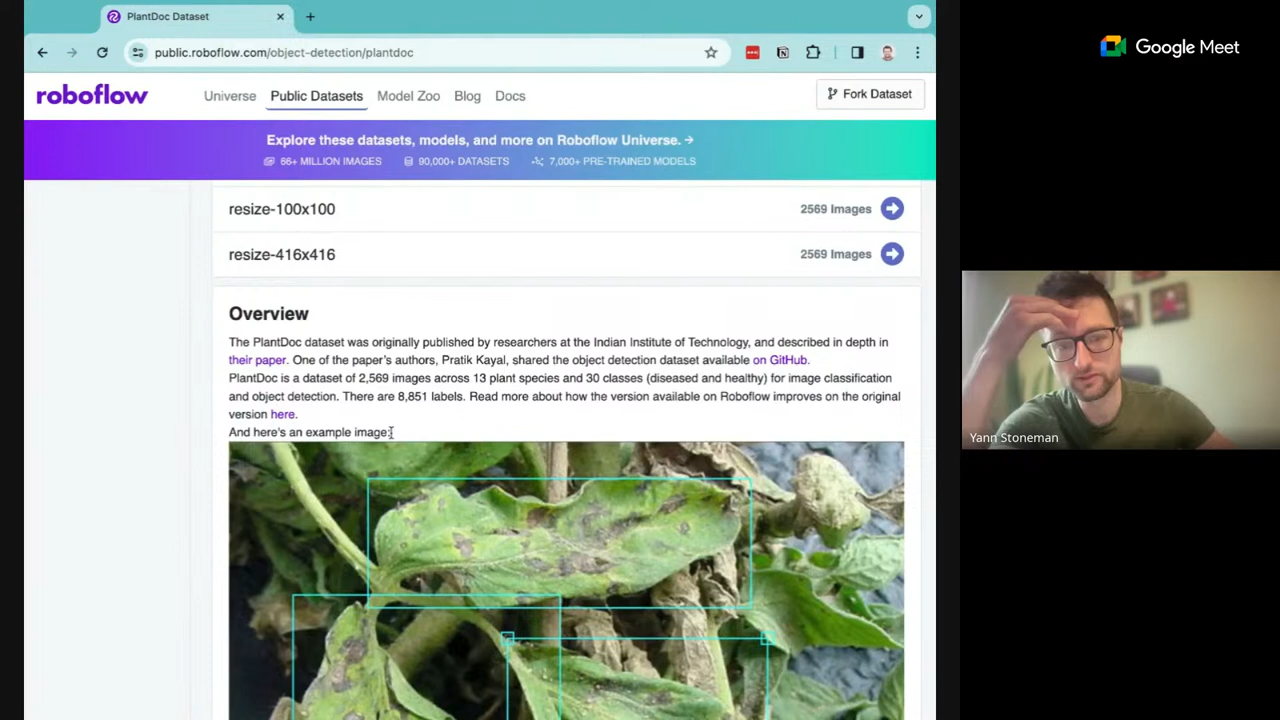 PlantDoc Dataset
public.roboflow.com/object-detection/plantdoc
Google Meet
roboflow
Universe
Public Datasets
Model Zoo
Blog
Docs
Fork Dataset
Explore these datasets, models, and more on Roboflow Universe. →
66+ MILLION IMAGES
90,000+ DATASETS
7,000+ PRE-TRAINED MODELS
resize-100x100
2569 Images
resize-416x416
2569 Images
Overview
The PlantDoc dataset was originally published by researchers at the Indian Institute of Technology, and described in depth in
their paper. One of the paper's authors, Pratik Kayal, shared the object detection dataset available on GitHub.
PlantDoc is a dataset of 2,569 images across 13 plant species and 30 classes (diseased and healthy) for image classification
and object detection. There are 8,851 labels. Read more about how the version available on Roboflow improves on the original
version here.
And here's an example image:
Yann Stoneman